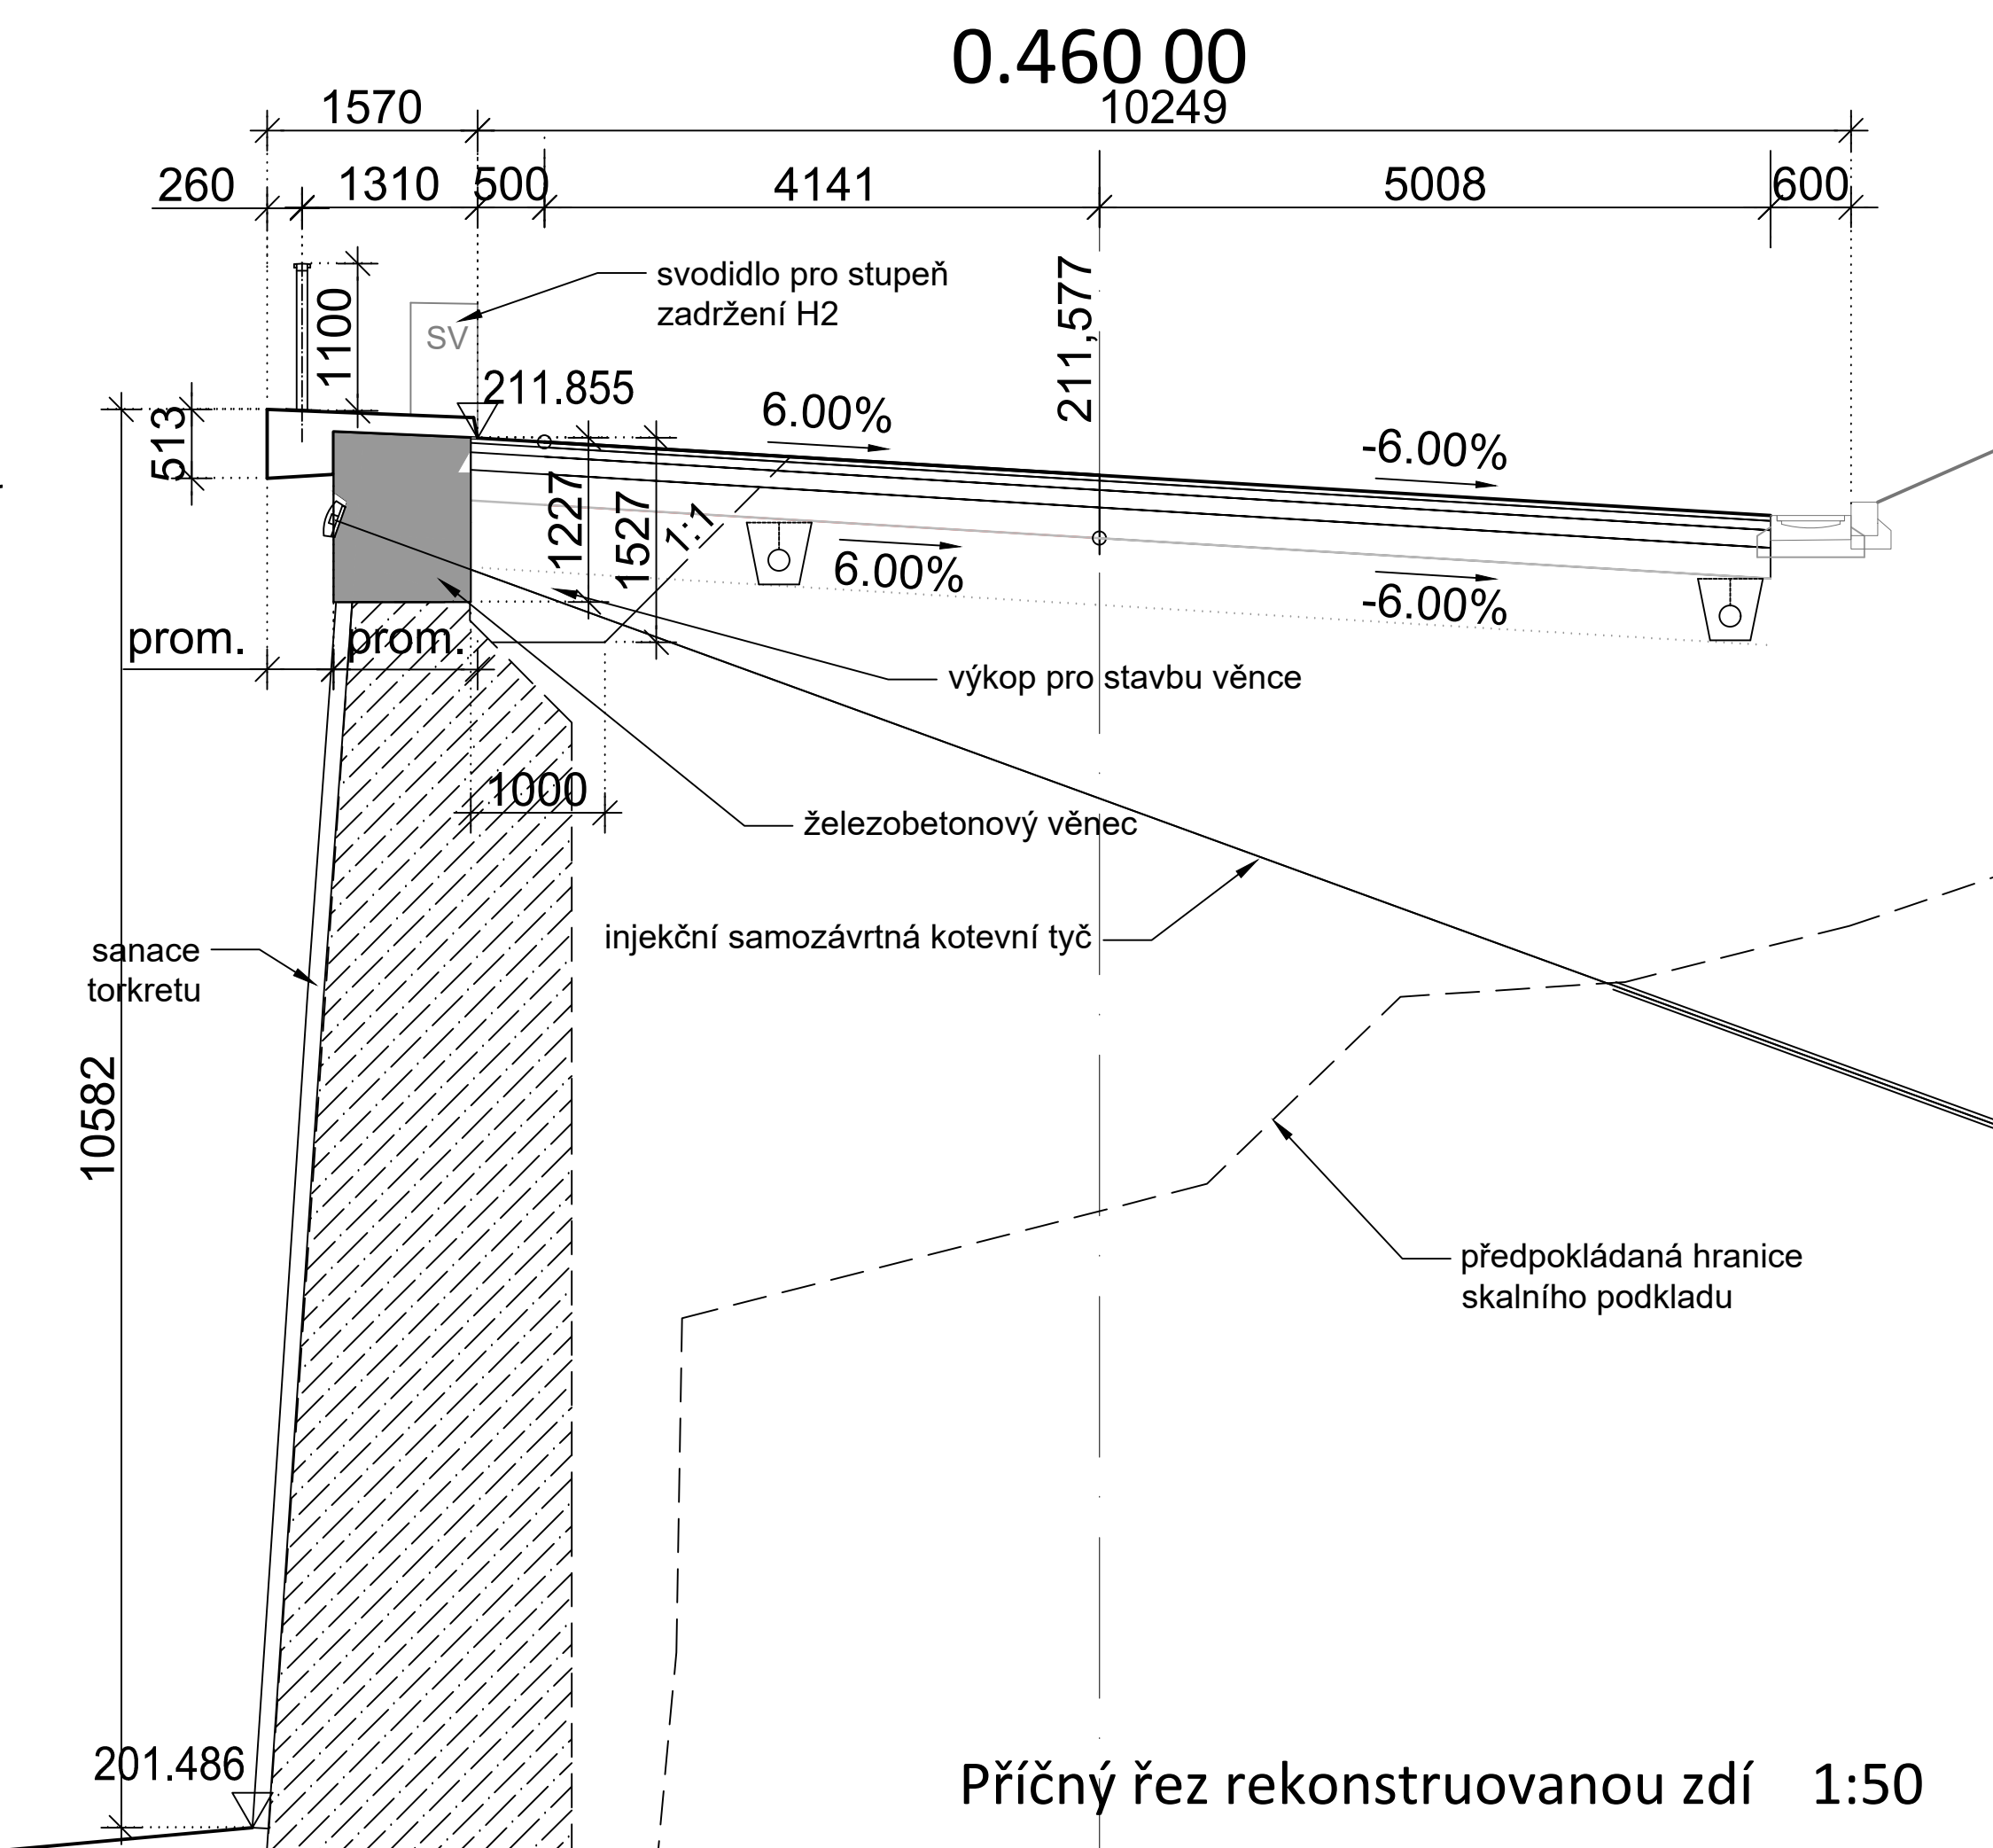 0.460 00
1570
10249
260
1310
500
4141
5008
600
svodidlo pro stupeň
zadržení H2
SV
1100
211,577
211.855
513
6.00%
-6.00%
1227
1527
1:1
6.00%
-6.00%
prom.
prom.
výkop pro stavbu věnce
1000
železobetonový věnec
injekční samozávrtná kotevní tyč
sanace
torkretu
10582
předpokládaná hranice
skalního podkladu
201.486
Příčný řez rekonstruovanou zdí 1:50